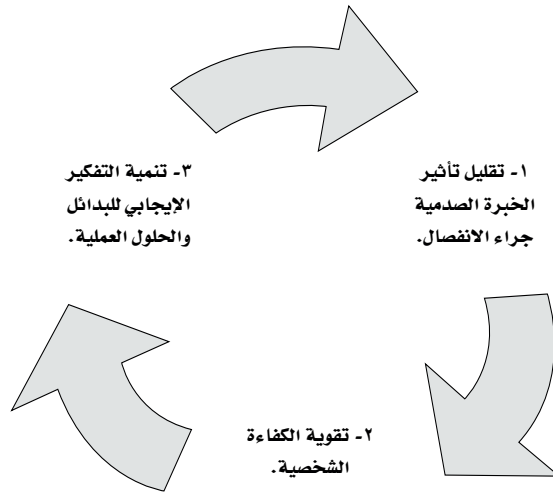 ١- تقليل تأثير
الخبرة الصدمية
جراء الانفصال.
٢- تقوية الكفاءة
الشخصية.
٣- تنمية التفكير
الإيجابي للبدائل
والحلول العملية.